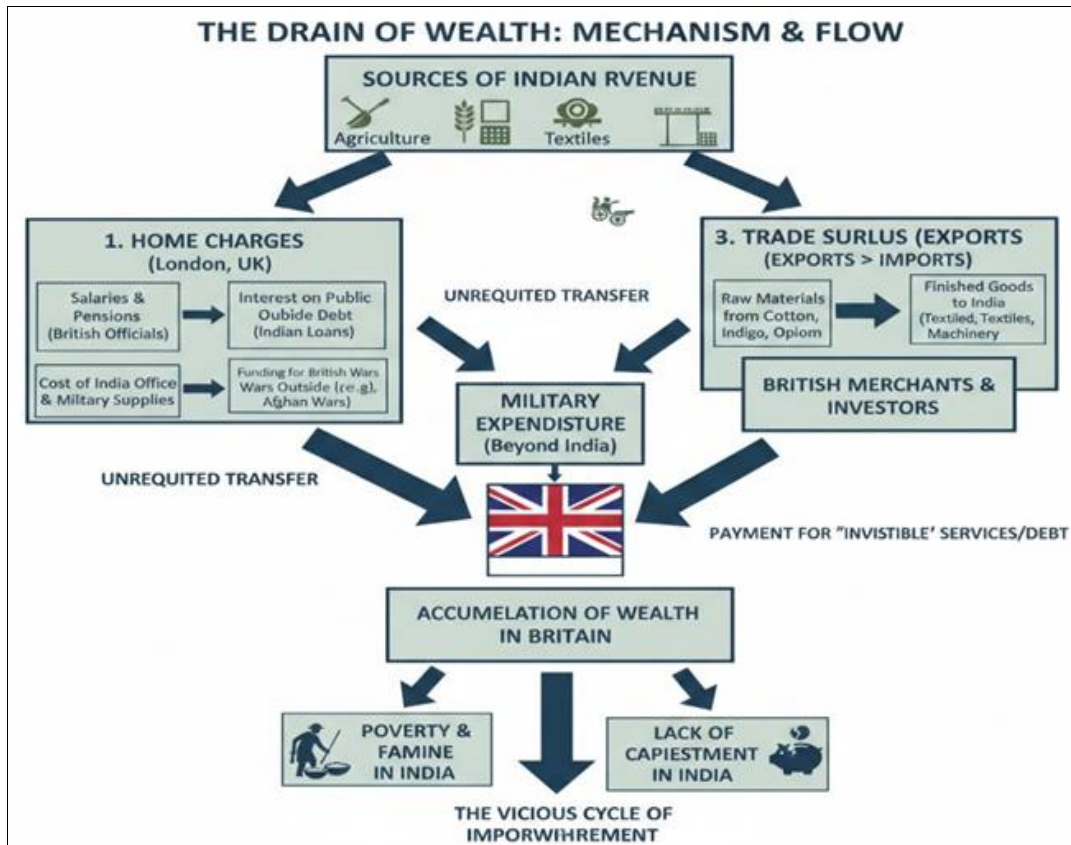 THE DRAIN OF WEALTH: MECHANISM & FLOW
SOURCES OF INDIAN RVENUE
Agriculture
Textiles
1. HOME CHARGES
(London, UK)
Salaries &
Pensions
(British Officials)
Interest on Public
Oubide Debt
(Indian Loans)
Cost of India Office
& Military Supplies
Funding for British Wars
Wars Outside (re.g),
Afghan Wars)
UNREQUITED TRANSFER
3. TRADE SURLUS (EXPORTS
(EXPORTS > IMPORTS)
Raw Materials
from Cotton,
Indigo, Opiom
Finished Goods
to India
(Textiled, Textiles,
Machinery
BRITISH MERCHANTS &
INVESTORS
MILITARY
EXPENDISTURE
(Beyond India)
UNREQUITED TRANSFER
PAYMENT FOR "INVISTIBLE' SERVICES/DEBT
ACCUMELATION OF WEALTH
IN BRITAIN
POVERTY &
FAMINE
IN INDIA
LACK OF
CAPIESTMENT
IN INDIA
THE VICIOUS CYCLE OF
IMPORWIHREMENT